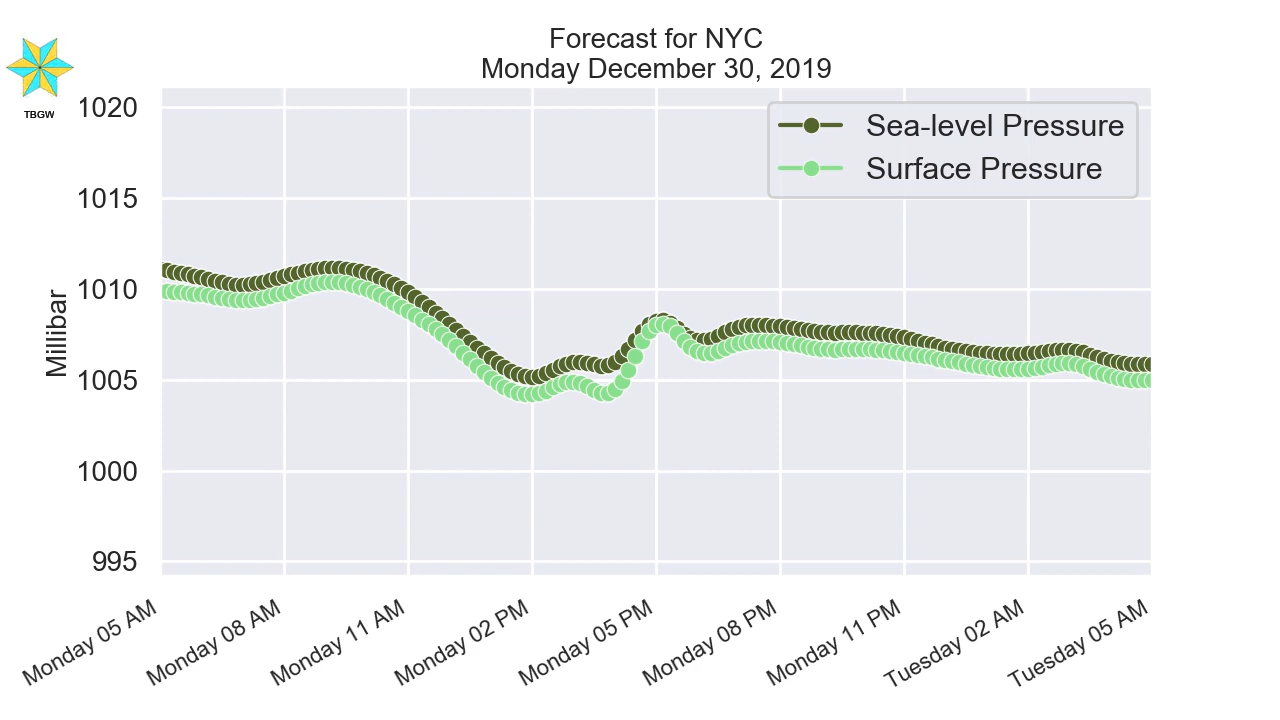 Forecast for NYC
Monday December 30, 2019
TBGW
Sea-level Pressure
Surface Pressure
Millibar
1020
1015
1010
1005
1000
995
Monday 05 AM
Monday 08 AM
Monday 11 AM
Monday 02 PM
Monday 05 PM
Monday 08 PM
Monday 11 PM
Tuesday 02 AM
Tuesday 05 AM